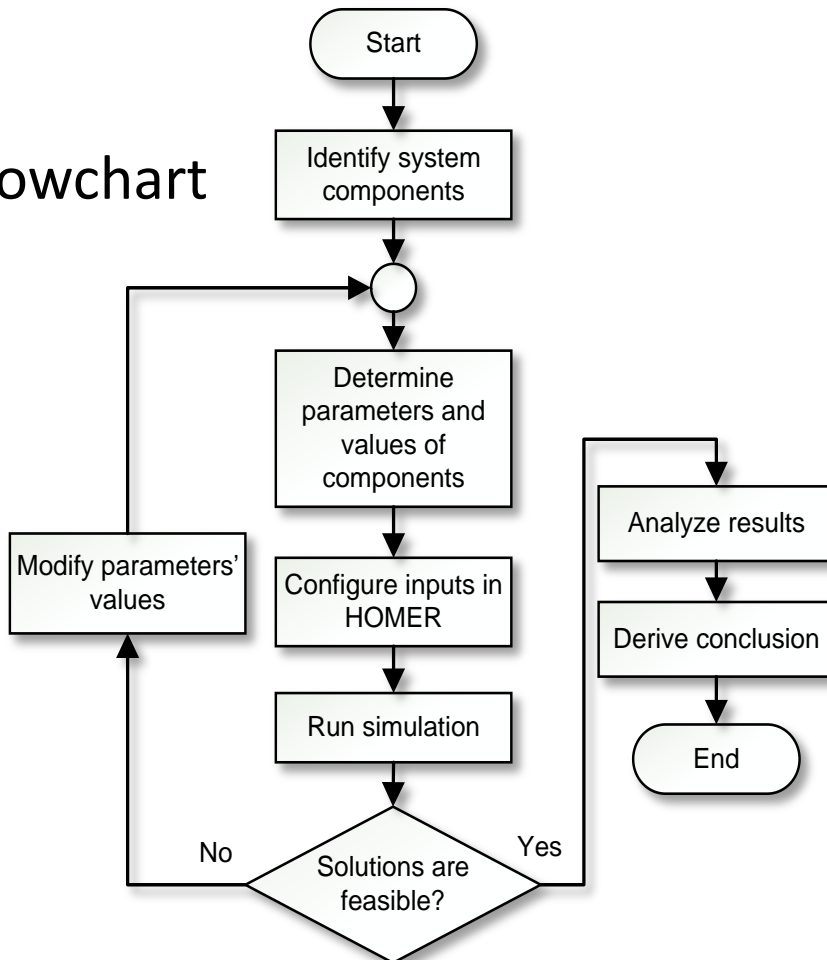 Start
owchart
Identify system
components
Determine
parameters and
values of
components
Modify parameters’
values
Configure inputs in
HOMER
Run simulation
Solutions are
feasible?
No
Yes
Analyze results
Derive conclusion
End